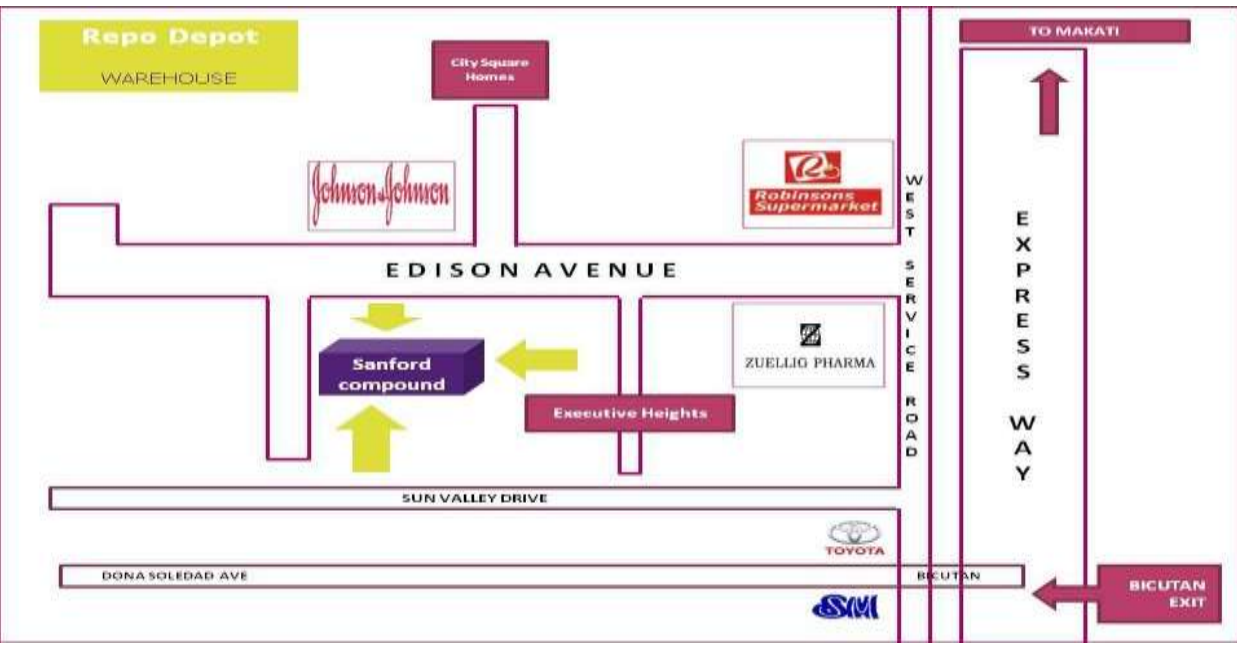 Repo Depot
WAREHOUSE
City Square
Homes
TO MAKATI
Johnson & Johnson
Robinsons
Supermarket
WEST SERVICE ROAD
EXPRESS WAY
EDISON AVENUE
Sanford
compound
ZUELLIG PHARMA
Executive Heights
SUN VALLEY DRIVE
TOYOTA
DONA SOLEDAD AVE
BICUTAN
BICUTAN
EXIT
SM